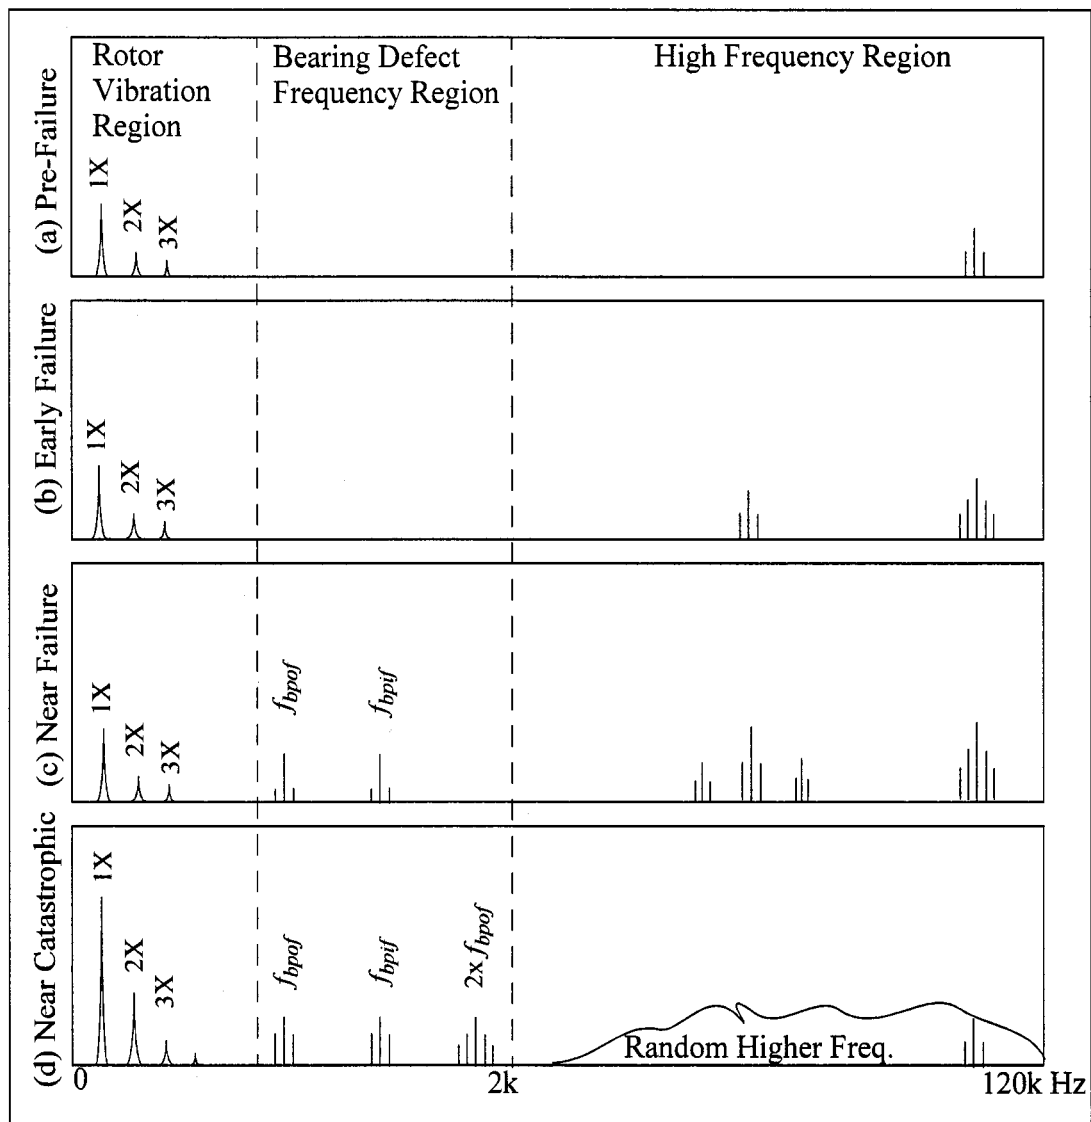 Rotor
Vibration
Region
Bearing Defect
Frequency Region
High Frequency Region
(a) Pre-Failure
1X
2X
3X
(b) Early Failure
1X
2X
3X
(c) Near Failure
1X
2X
3X
fbpof
fbpif
(d) Near Catastrophic
1X
2X
3X
fbpof
fbpif
2x fbpof
Random Higher Freq.
0
2k
120k Hz